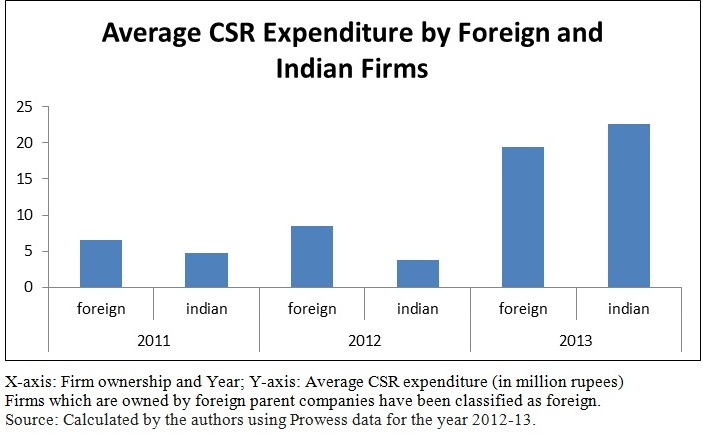 Average CSR Expenditure by Foreign and
Indian Firms
25
20
15
10
5
0
foreign indian foreign indian foreign indian
2011 2012 2013
X-axis: Firm ownership and Year; Y-axis: Average CSR expenditure (in million rupees)
Firms which are owned by foreign parent companies have been classified as foreign.
Source: Calculated by the authors using Prowess data for the year 2012-13.